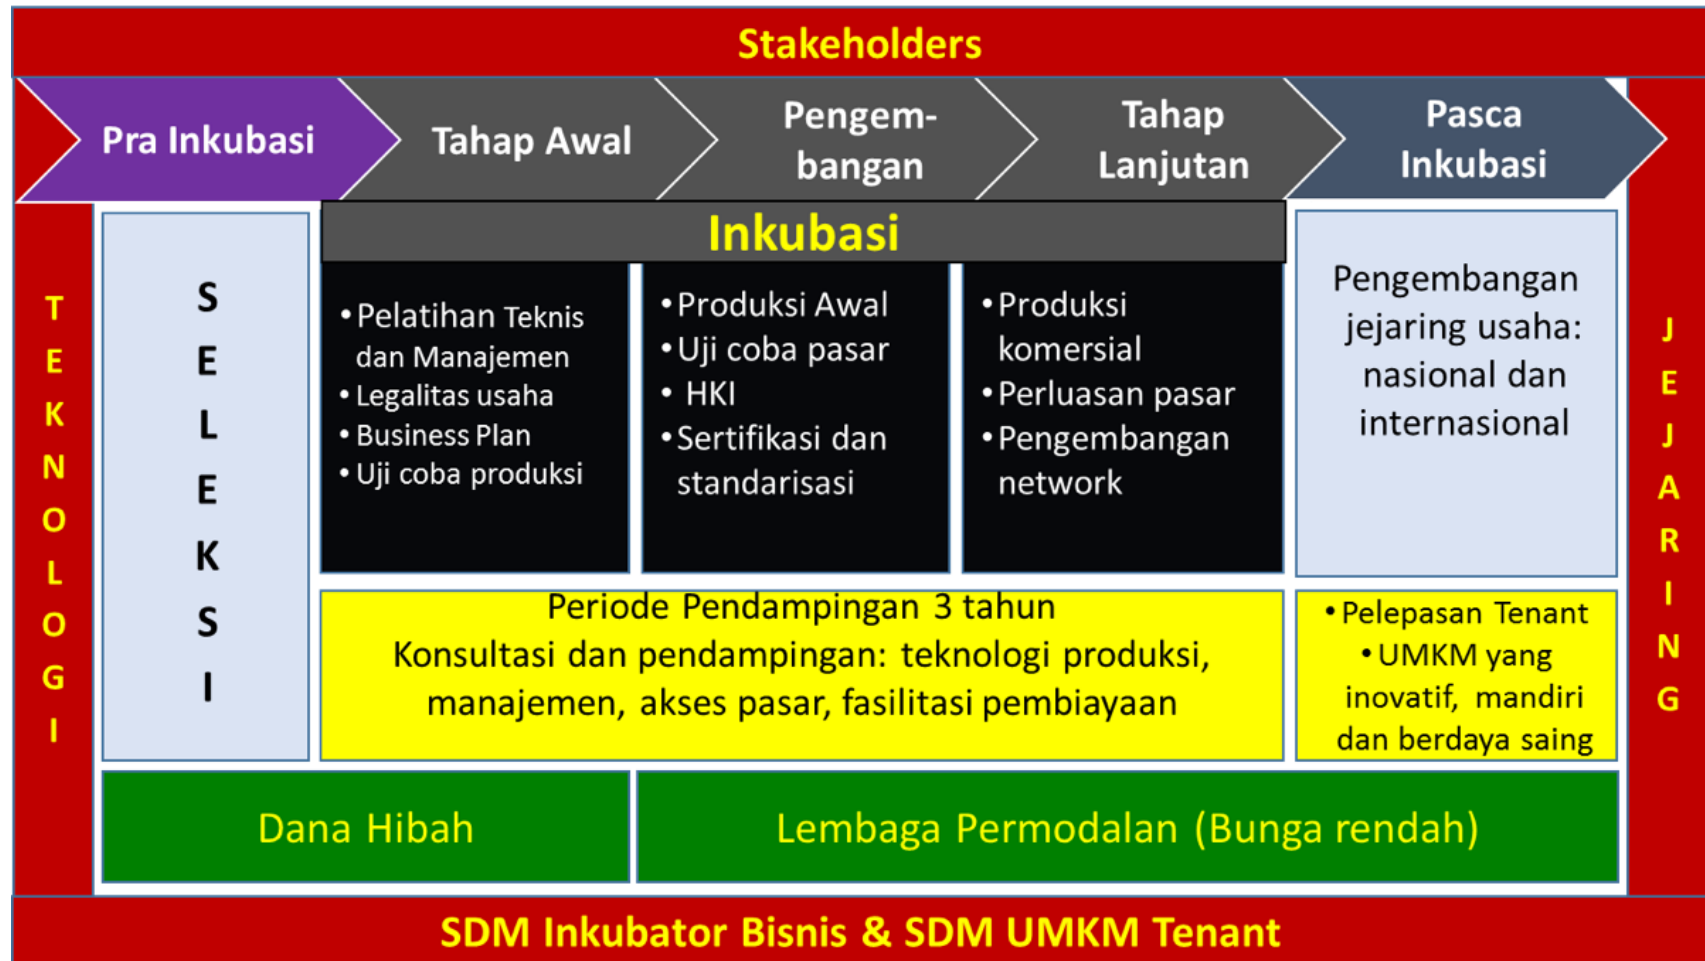 Stakeholders
Pra Inkubasi
Tahap Awal
Pengem-
bangan
Tahap
Lanjutan
Pasca
Inkubasi
TEKNOLOGI
SELEKSI
Inkubasi
•Pelatihan Teknis
dan Manajemen
•Legalitas usaha
•Business Plan
•Uji coba produksi
•Produksi Awal
•Uji coba pasar
• HKI
•Sertifikasi dan
standarisasi
•Produksi
komersial
•Perluasan pasar
•Pengembangan
network
Pengembangan
jejaring usaha:
nasional dan
internasional
JEJARING
Periode Pendampingan 3 tahun
Konsultasi dan pendampingan: teknologi produksi,
manajemen, akses pasar, fasilitasi pembiayaan
•Pelepasan Tenant
•UMKM yang
inovatif, mandiri
dan berdaya saing
Dana Hibah
Lembaga Permodalan (Bunga rendah)
SDM Inkubator Bisnis & SDM UMKM Tenant